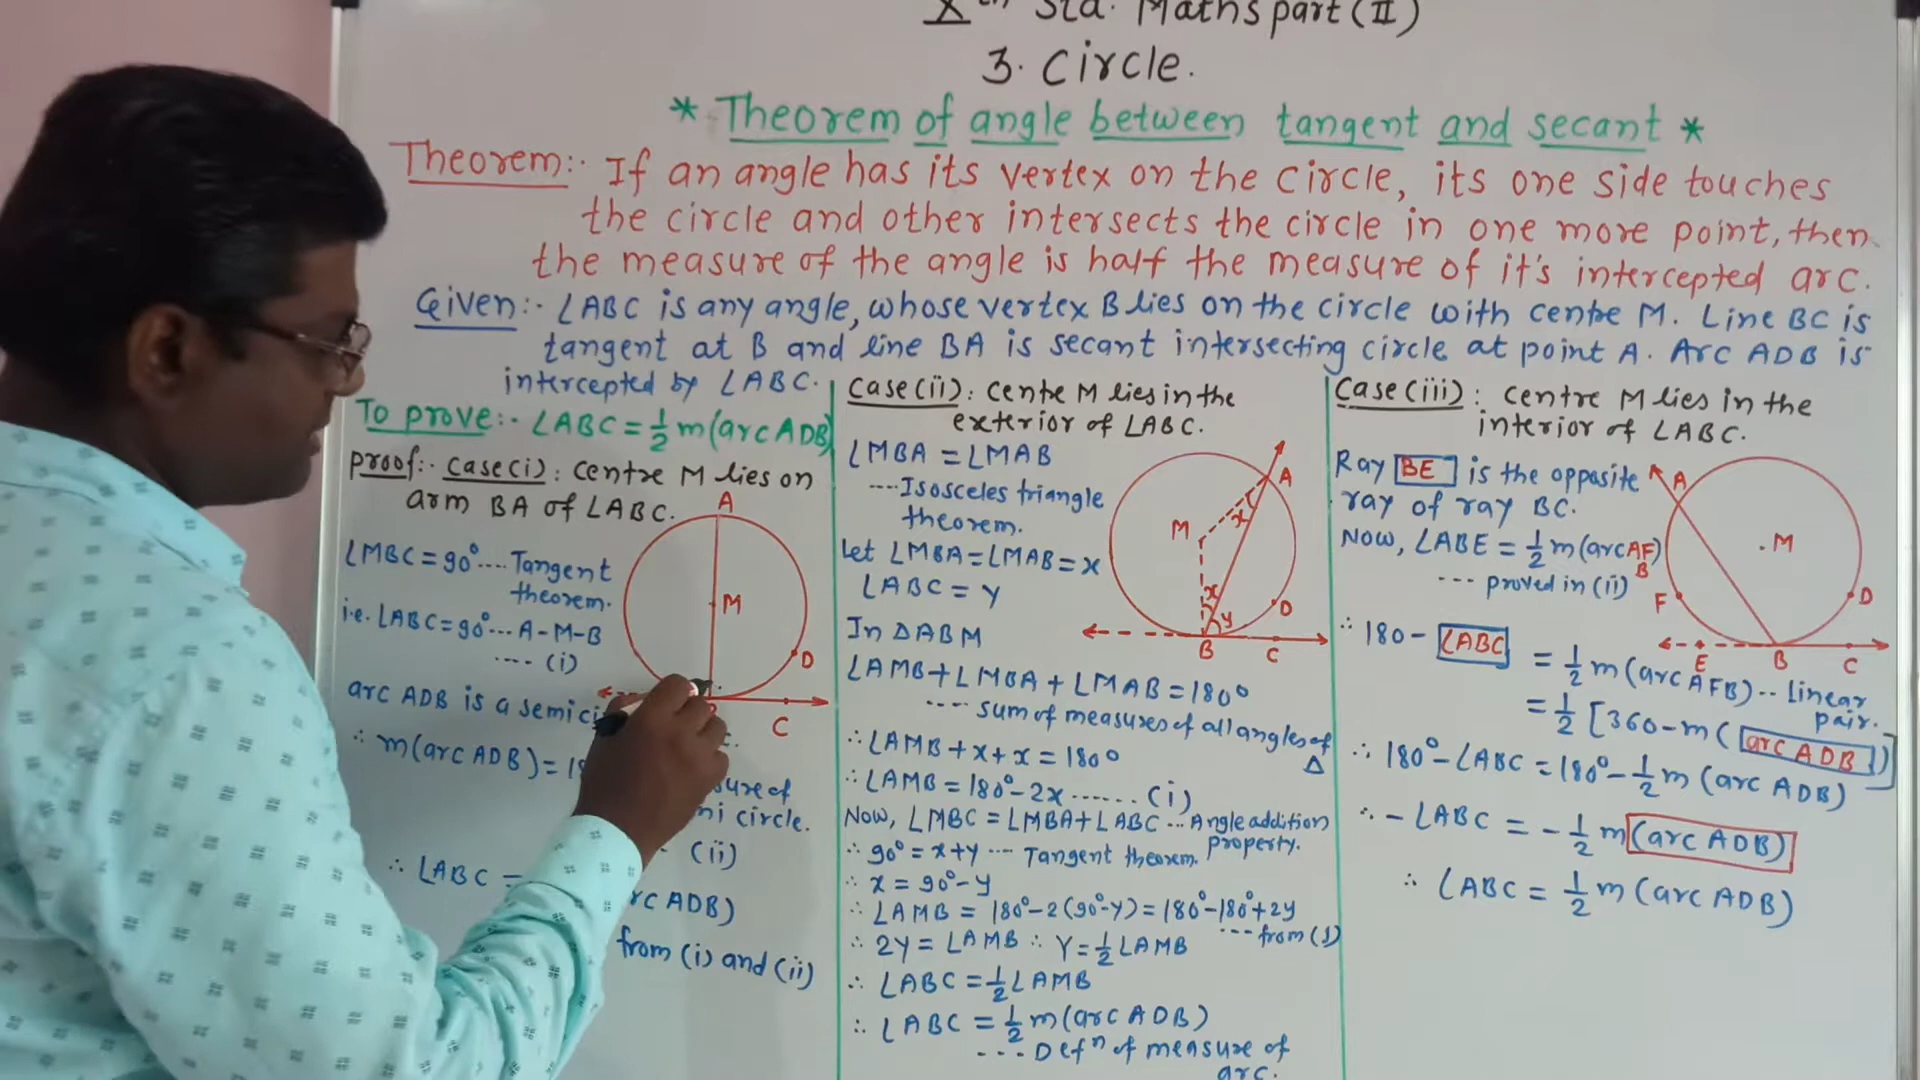 Xth Std. Maths part (II)
3. Circle.
* Theorem of angle between tangent and secant *
Theorem:- If an angle has its vertex on the circle, its one side touches
the circle and other intersects the circle in one more point, then
the measure of the angle is half the measure of it's intercepted arc.
Given:- ∠ABC is any angle, whose vertex B lies on the circle with centre M. Line BC is
tangent at B and line BA is secant intersecting circle at point A. Arc ADB is
intercepted by ∠ABC.
To prove:- ∠ABC = 1/2 m(arc ADB)
Proof:- Case(i): Centre M lies on
arm BA of ∠ABC.
∠MBC = 90° .... Tangent
theorem.
i.e. ∠ABC = 90° ... A-M-B
.... (i)
arc ADB is a
∴ m(arc ADB) =
of
circle.
(ii)
∴ ∠ABC =
ADB)
from (i) and (ii)
A
M
D
C
Case(ii): Centre M lies in the
exterior of ∠ABC.
∠MBA = ∠MAB
---- Isosceles triangle
theorem.
Let ∠MBA = ∠MAB = x
∠ABC = y
In ΔABM
∠AMB + ∠MBA + ∠MAB = 180°
---- sum of measures of all angles of
Δ
∴ ∠AMB + x + x = 180°
∴ ∠AMB = 180° - 2x ...... (i)
Now, ∠MBC = ∠MBA + ∠ABC ... Angle addition
property.
∴ 90° = x + y ---- Tangent theorem.
∴ x = 90° - y
∴ ∠AMB = 180° - 2(90° - y) = 180° - 180° + 2y
--- from (1)
∴ 2y = ∠AMB ∴ y = 1/2 ∠AMB
∴ ∠ABC = 1/2 ∠AMB
∴ ∠ABC = 1/2 m(arc ADB)
--- Defn of measure of
arc.
A
M
x
x
y
D
B
C
Case(iii): Centre M lies in the
interior of ∠ABC.
Ray BE is the opposite
ray of ray BC.
Now, ∠ABE = 1/2 m(arc AF)
B
--- proved in (ii)
∴ 180 - ∠ABC
= 1/2 m(arc AFB) -- linear
pair.
= 1/2 [360 - m(arc ADB)]
∴ 180° - ∠ABC = 180° - 1/2 m(arc ADB)
∴ - ∠ABC = - 1/2 m(arc ADB)
∴ ∠ABC = 1/2 m(arc ADB)
A
M
F
D
E
B
C